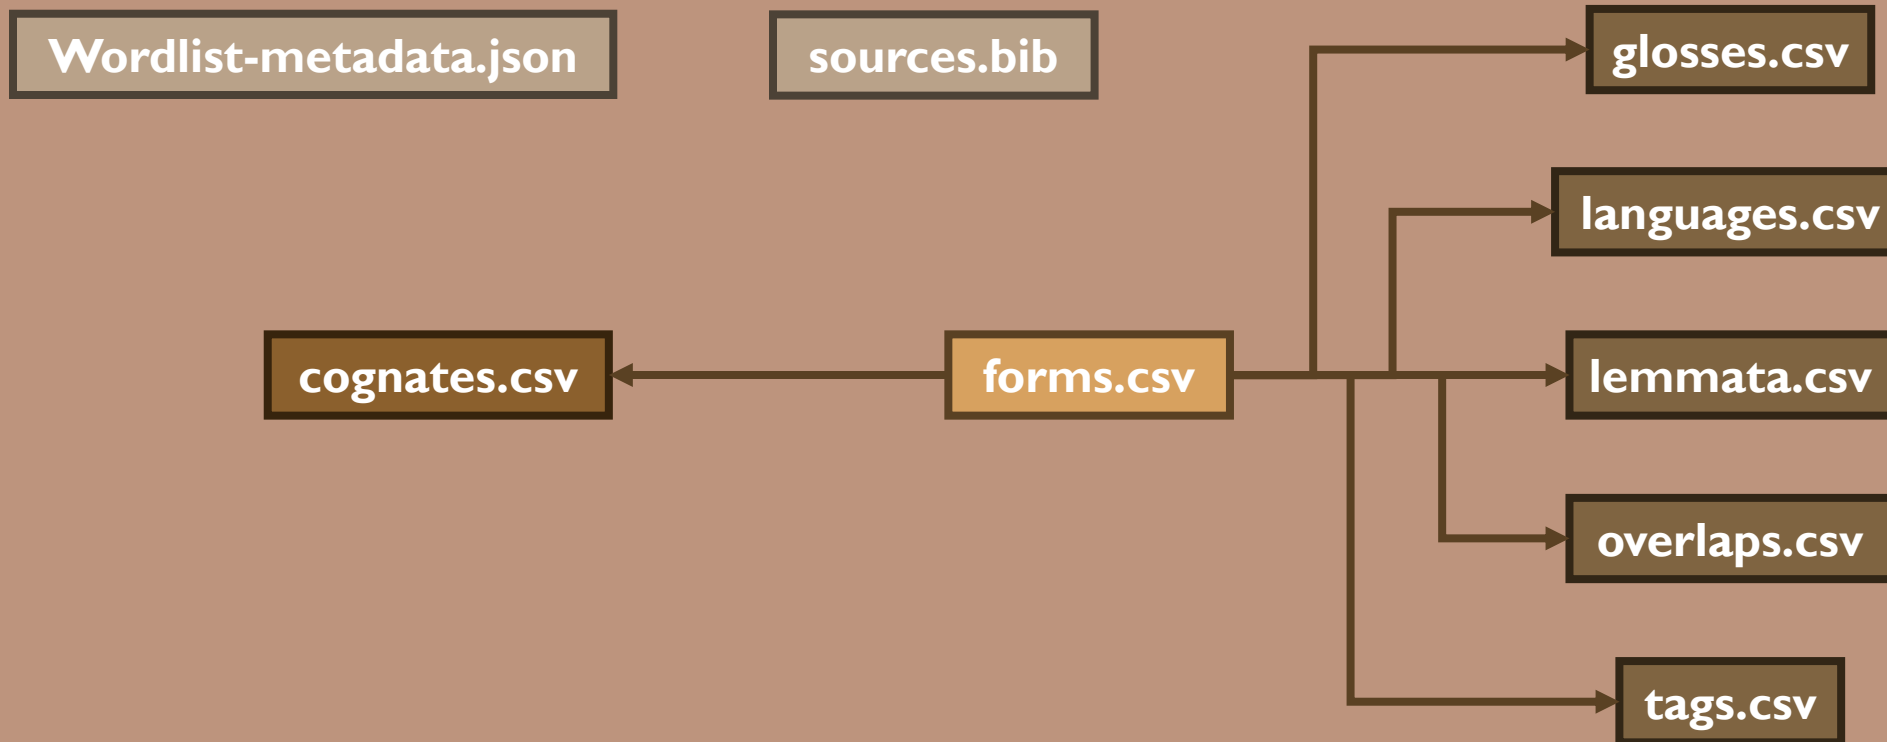 Wordlist-metadata.json
sources.bib
glosses.csv
languages.csv
cognates.csv
forms.csv
lemmata.csv
overlaps.csv
tags.csv